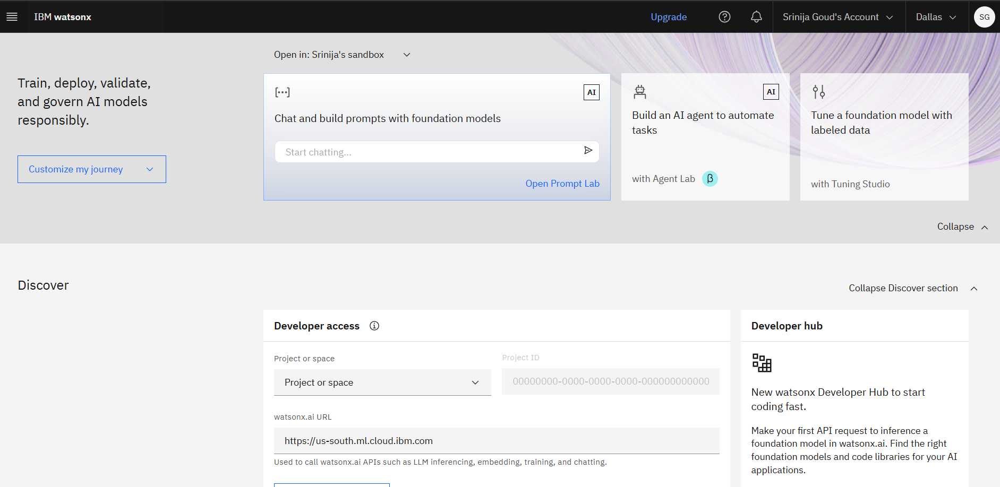 IBM watsonx
Upgrade
Srinija Goud's Account
Dallas
SG
Train, deploy, validate,
and govern AI models
responsibly.
Customize my journey
Open in: Srinija's sandbox
AI
Chat and build prompts with foundation models
Start chatting...
Open Prompt Lab
AI
Build an AI agent to automate
tasks
with Agent Lab β
Tune a foundation model with
labeled data
with Tuning Studio
Collapse
Discover
Collapse Discover section
Developer access
Project or space
Project or space
Project ID
00000000-0000-0000-0000-000000000000
watsonx.ai URL
https://us-south.ml.cloud.ibm.com
Used to call watsonx.ai APIs such as LLM inferencing, embedding, training, and chatting.
Developer hub
New watsonx Developer Hub to start
coding fast.
Make your first API request to inference a
foundation model in watsonx.ai. Find the right
foundation models and code libraries for your AI
applications.